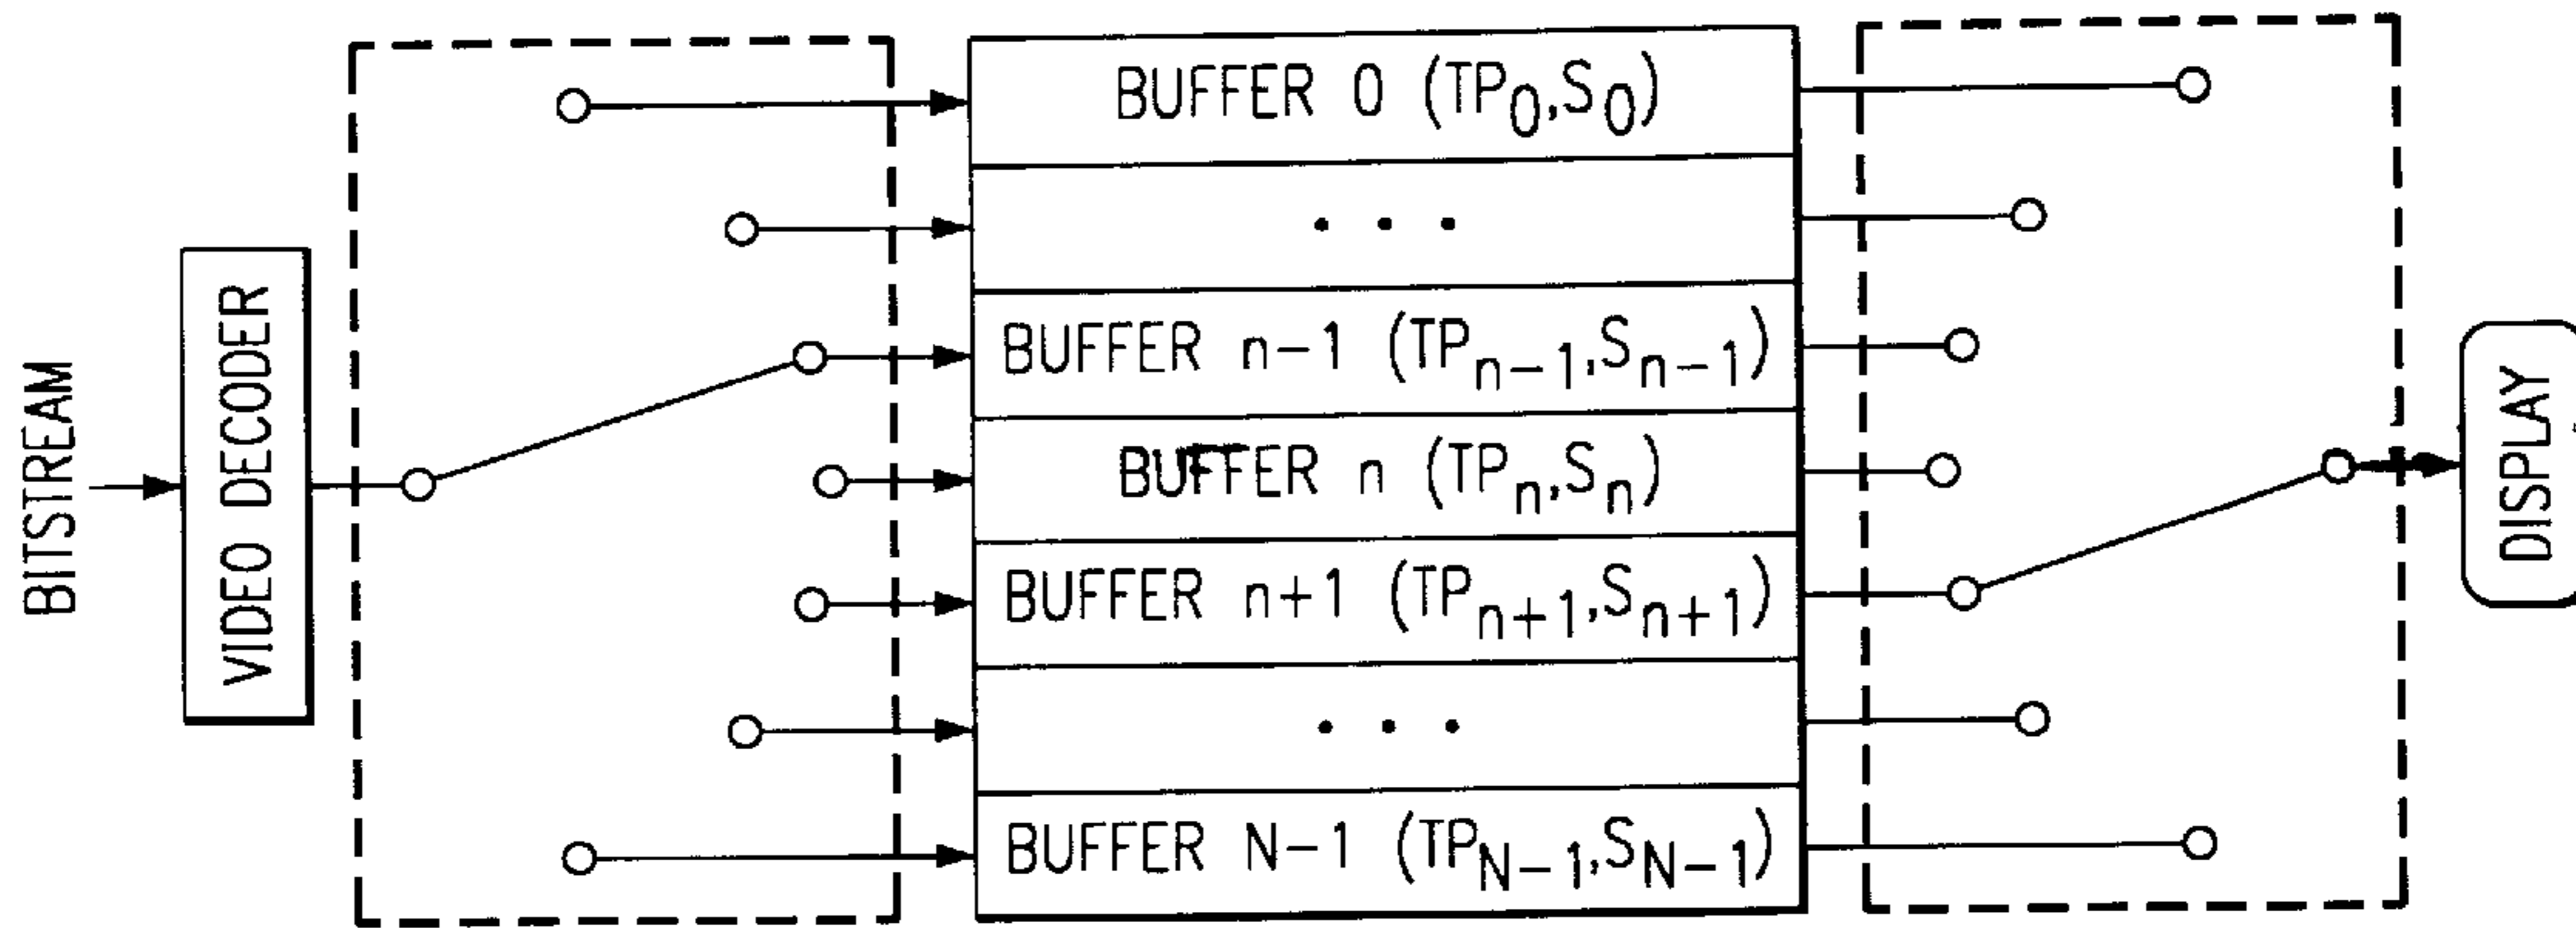 BITSTREAM
VIDEO DECODER
BUFFER 0 (TP0,S0)
. . .
BUFFER n-1 (TPn-1,Sn-1)
BUFFER n (TPn,Sn)
BUFFER n+1 (TPn+1,Sn+1)
. . .
BUFFER N-1 (TPN-1,SN-1)
DISPLAY